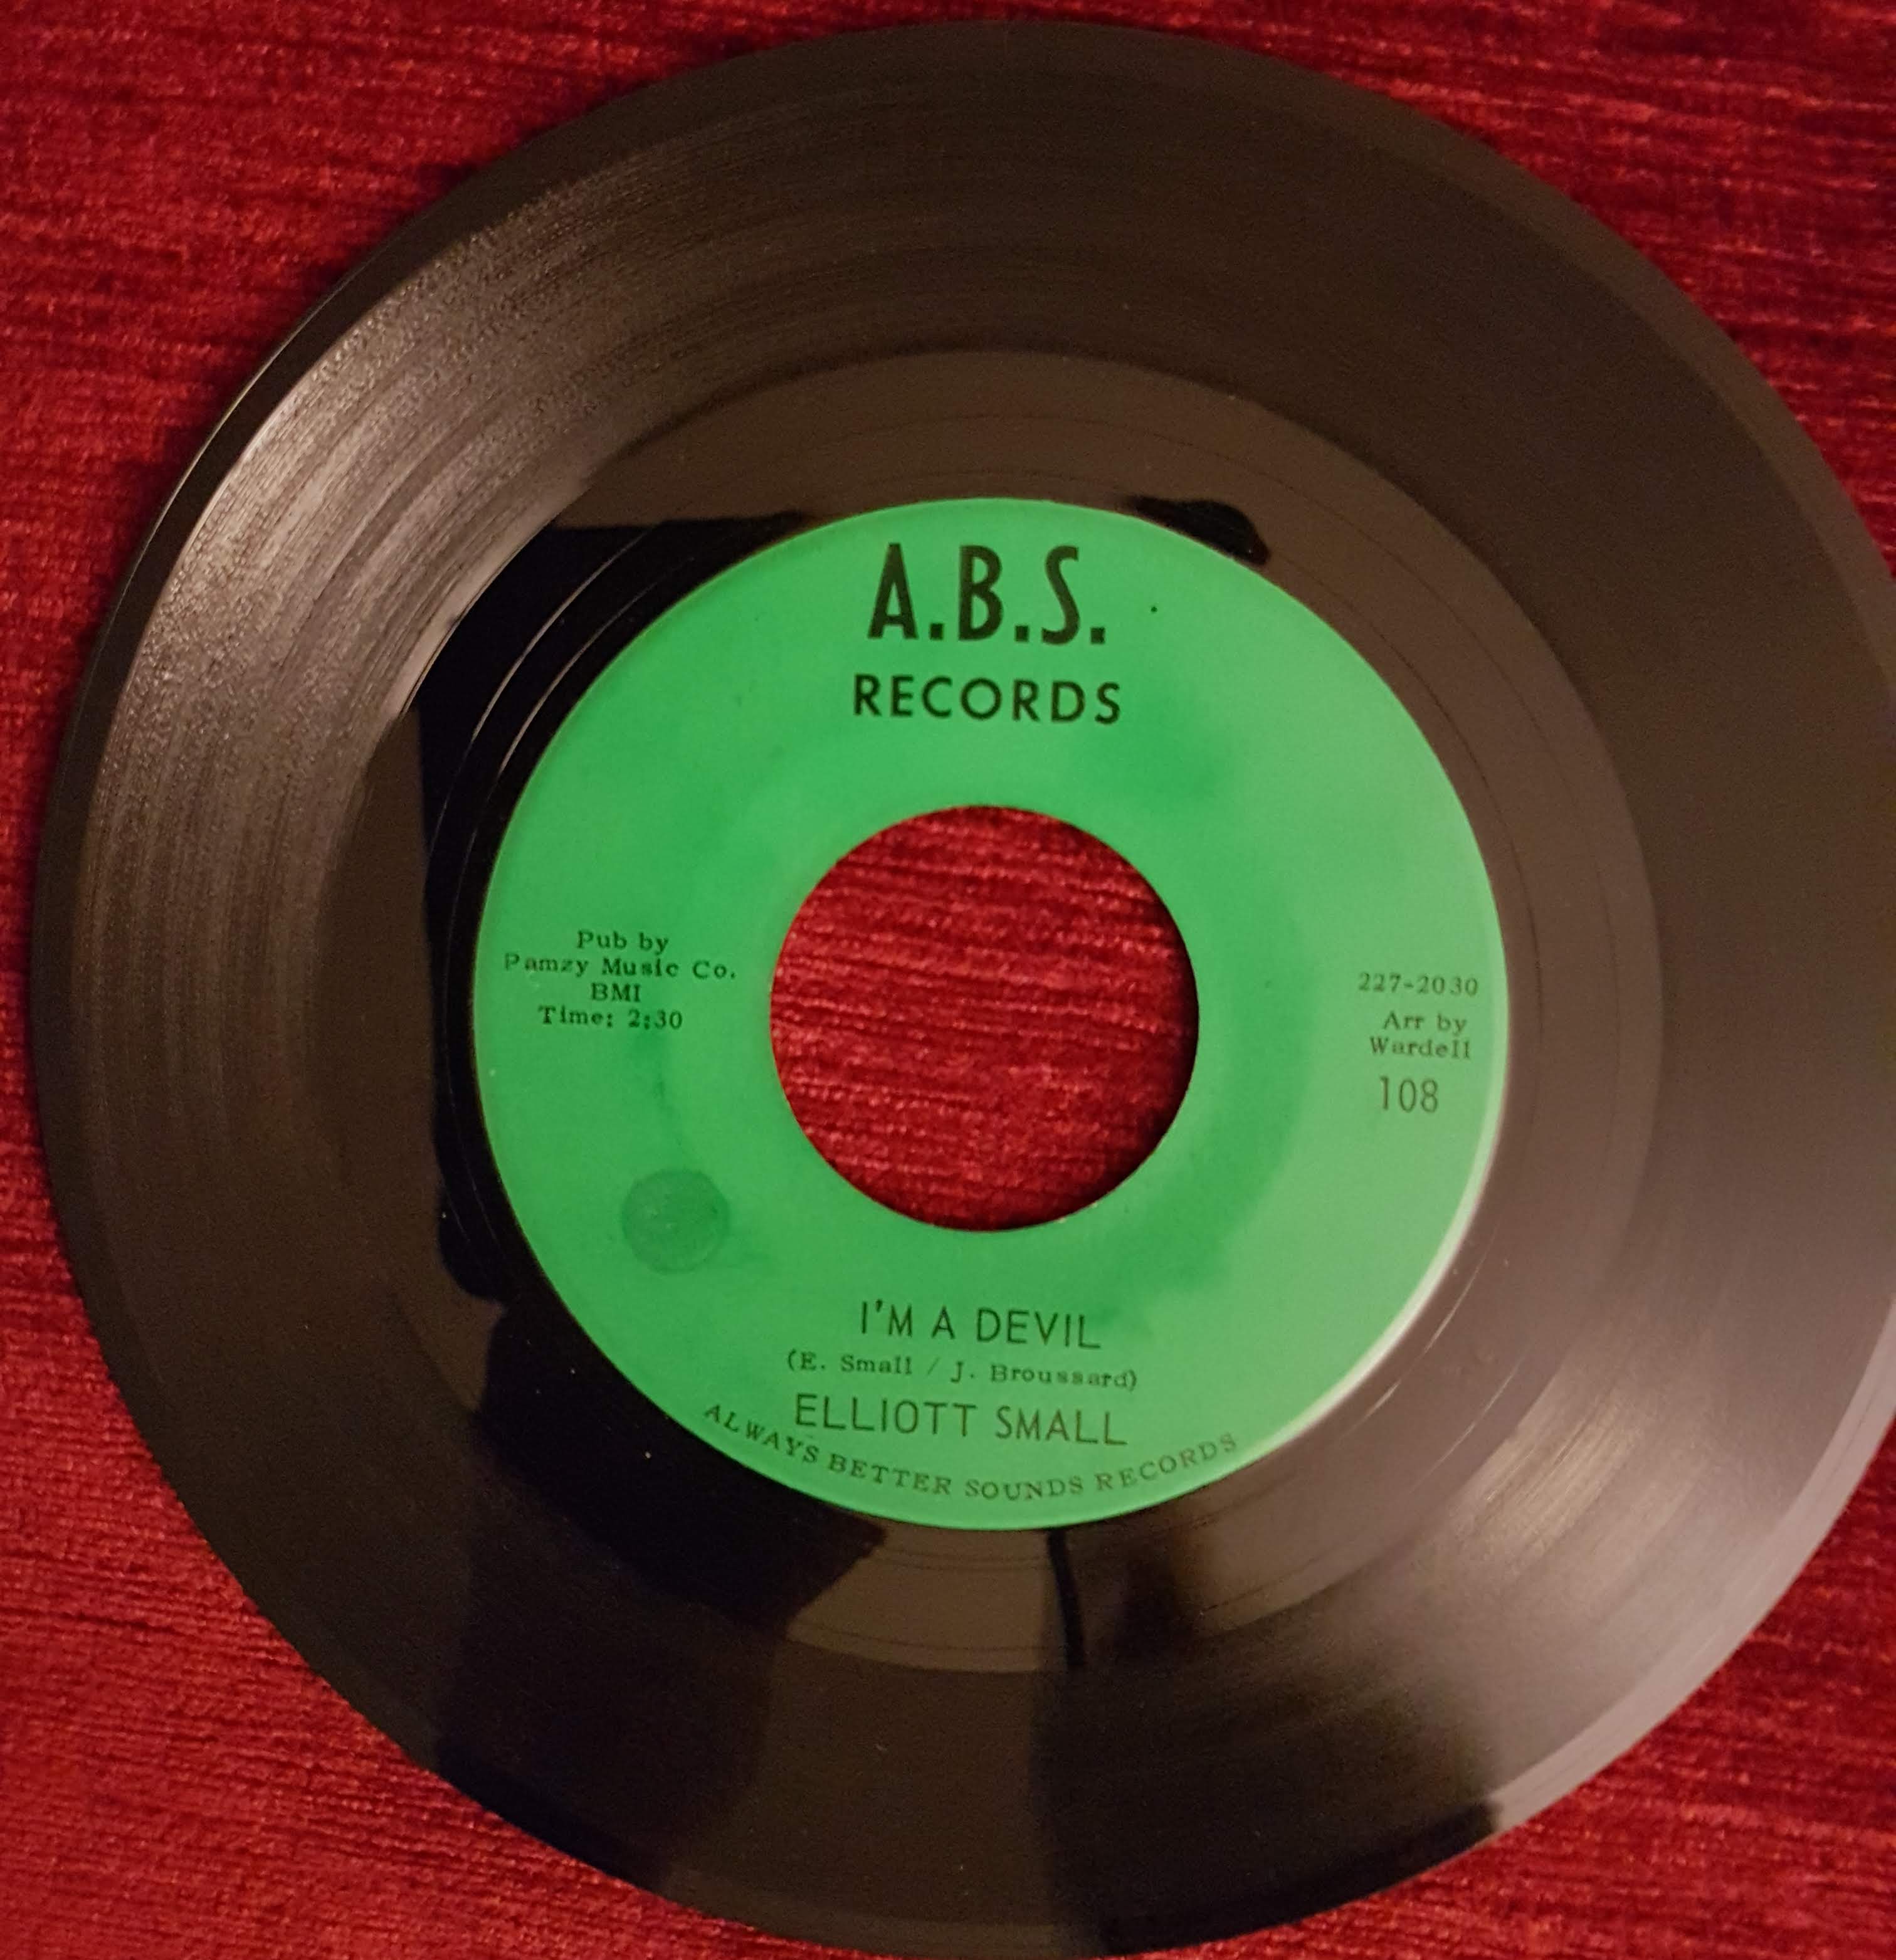 A.B.S.
RECORDS
Pub by
Pamzy Music Co.
BMI
Time: 2:30
227-2030
Arr by
Wardell
108
I'M A DEVIL
(E. Small / J. Broussard)
ELLIOTT SMALL
ALWAYS BETTER SOUNDS RECORDS